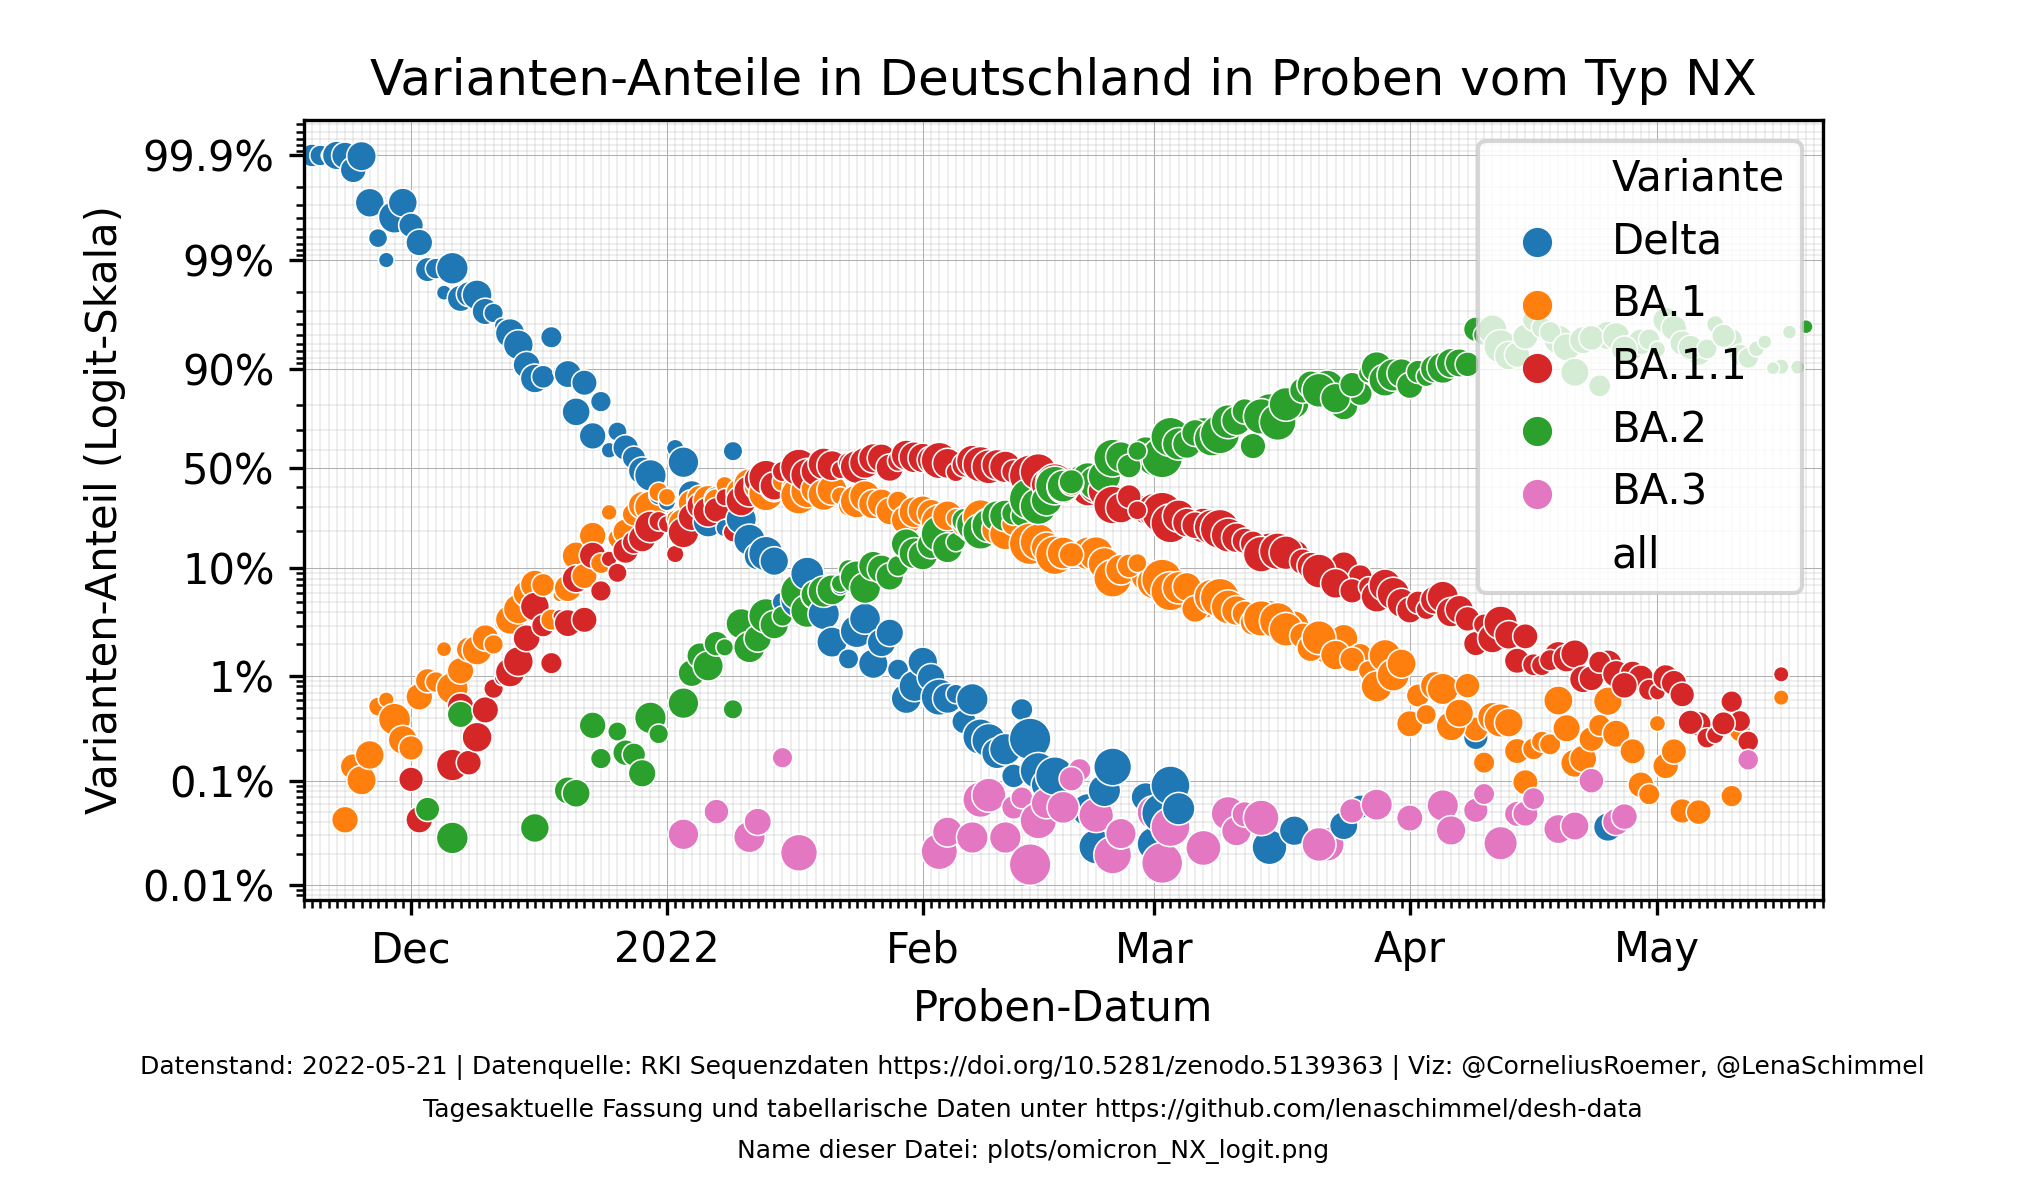 Varianten-Anteile in Deutschland in Proben vom Typ NX
Varianten-Anteil (Logit-Skala)
99.9%
99%
90%
50%
10%
1%
0.1%
0.01%
Variante
Delta
BA.1
BA.1.1
BA.2
BA.3
all
Dec
2022
Feb
Mar
Apr
May
Proben-Datum
Datenstand: 2022-05-21 | Datenquelle: RKI Sequenzdaten https://doi.org/10.5281/zenodo.5139363 | Viz: @CorneliusRoemer, @LenaSchimmel
Tagesaktuelle Fassung und tabellarische Daten unter https://github.com/lenaschimmel/desh-data
Name dieser Datei: plots/omicron_NX_logit.png